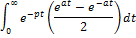 ∫₀^∞ e^{-pt} ( (e^{at} − e^{-at}) / 2 ) dt